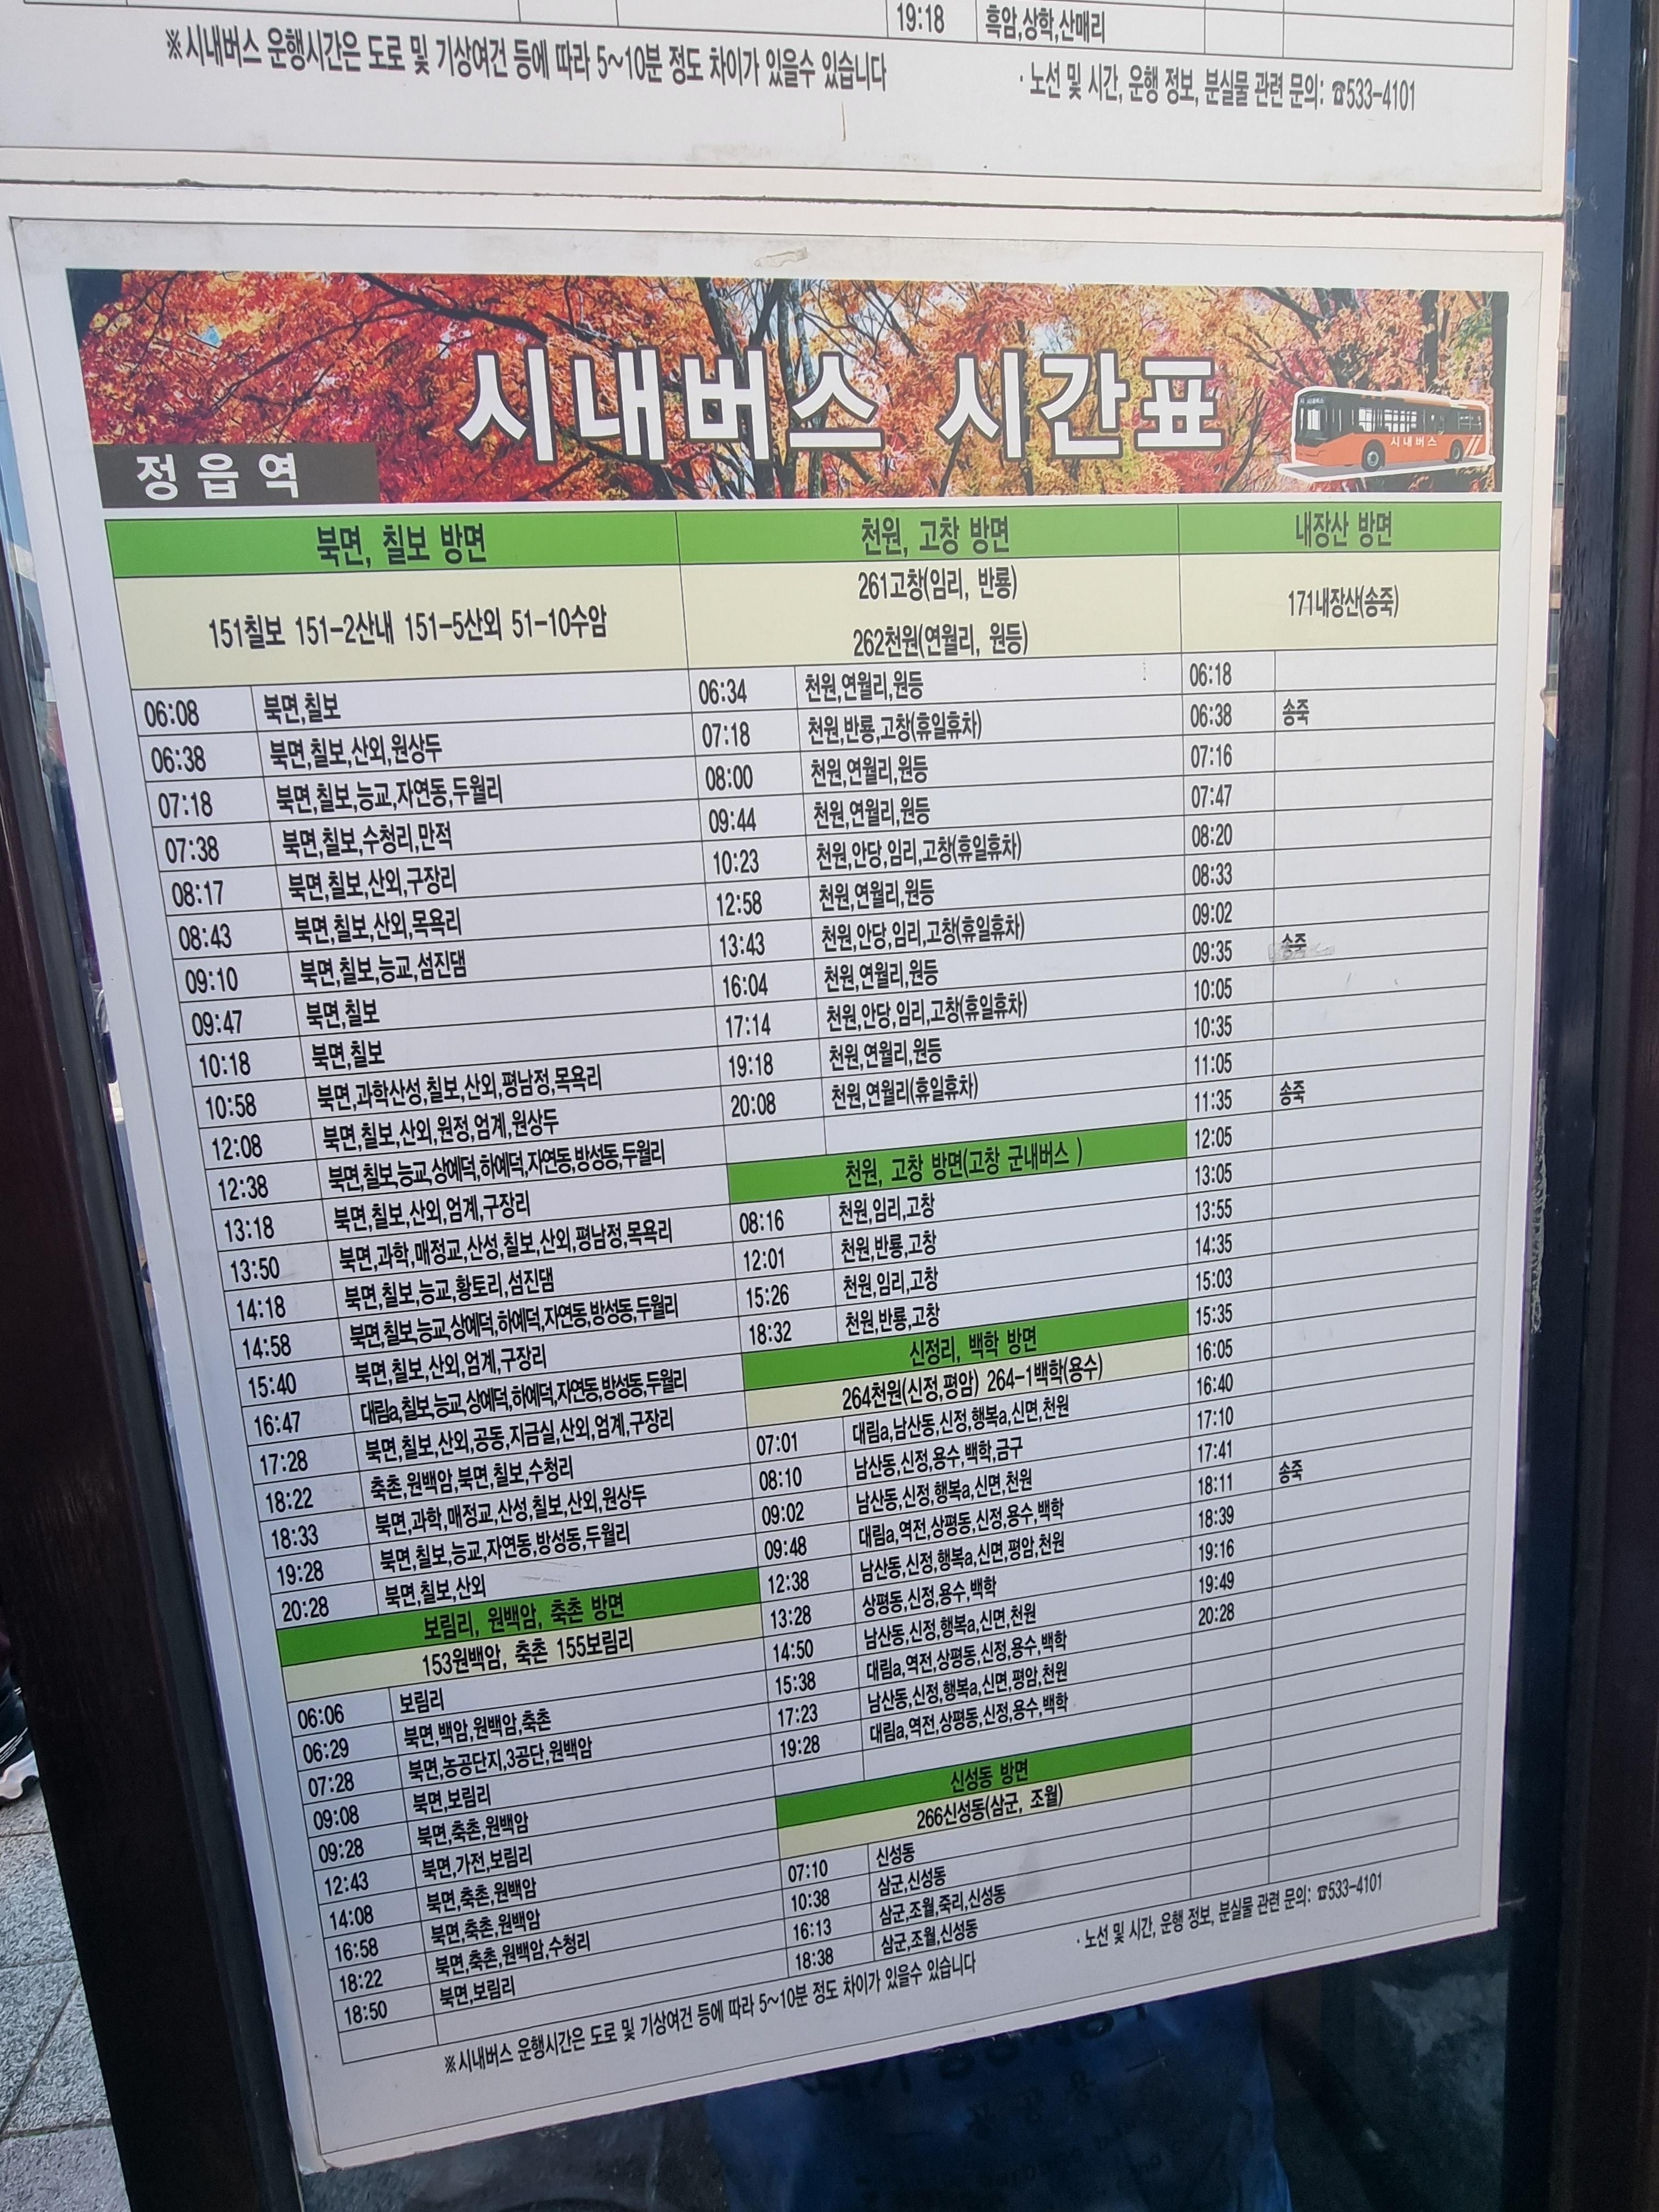 19:18 흑암,상학,산매리
※시내버스 운행시간은 도로 및 기상여건 등에 따라 5~10분 정도 차이가 있을수 있습니다
· 노선 및 시간, 운행 정보, 분실물 관련 문의: ☎533-4101
시내버스 시간표
시내버스
정읍역
북면, 칠보 방면
151칠보 151-2산내 151-5산외 51-10수암
06:08 북면,칠보
06:38 북면,칠보,산외,원상두
07:18 북면,칠보,능교,자연동,두월리
07:38 북면,칠보,수청리,만적
08:17 북면,칠보,산외,구장리
08:43 북면,칠보,산외,목욕리
09:10 북면,칠보,능교,섬진댐
09:47 북면,칠보
10:18 북면,칠보
10:58 북면,과학산성,칠보,산외,평남정,목욕리
12:08 북면,칠보,산외,원정,엄계,원상두
12:38 북면,칠보,능교,상예덕,하예덕,자연동,방성동,두월리
13:18 북면,칠보,산외,엄계,구장리
13:50 북면,과학,매정교,산성,칠보,산외,평남정,목욕리
14:18 북면,칠보,능교,황토리,섬진댐
14:58 북면,칠보,능교,상예덕,하예덕,자연동,방성동,두월리
15:40 북면,칠보,산외,엄계,구장리
16:47 대림a,칠보,능교,상예덕,하예덕,자연동,방성동,두월리
17:28 북면,칠보,산외,공동,지금실,산외,엄계,구장리
18:22 축촌,원백암,북면,칠보,수청리
18:33 북면,과학,매정교,산성,칠보,산외,원상두
19:28 북면,칠보,능교,자연동,방성동,두월리
20:28 북면,칠보,산외
보림리, 원백암, 축촌 방면
153원백암, 축촌 155보림리
06:06 보림리
06:29 북면,백암,원백암,축촌
07:28 북면,농공단지,3공단,원백암
09:08 북면,보림리
09:28 북면,축촌,원백암
12:43 북면,가전,보림리
14:08 북면,축촌,원백암
16:58 북면,축촌,원백암
18:22 북면,축촌,원백암,수청리
18:50 북면,보림리
천원, 고창 방면
261고창(임리, 반룡)
262천원(연월리, 원등)
06:34 천원,연월리,원등
07:18 천원,반룡,고창(휴일휴차)
08:00 천원,연월리,원등
09:44 천원,연월리,원등
10:23 천원,안당,임리,고창(휴일휴차)
12:58 천원,연월리,원등
13:43 천원,안당,임리,고창(휴일휴차)
16:04 천원,연월리,원등
17:14 천원,안당,임리,고창(휴일휴차)
19:18 천원,연월리,원등
20:08 천원,연월리(휴일휴차)
천원, 고창 방면(고창 군내버스 )
08:16 천원,임리,고창
12:01 천원,반룡,고창
15:26 천원,임리,고창
18:32 천원,반룡,고창
신정리, 백학 방면
264천원(신정,평암) 264-1백학(용수)
07:01 대림a,남산동,신정,행복a,신면,천원
08:10 남산동,신정,용수,백학,금구
09:02 남산동,신정,행복a,신면,천원
09:48 대림a,역전,상평동,신정,용수,백학
12:38 남산동,신정,행복a,신면,평암,천원
13:28 상평동,신정,용수,백학
14:50 남산동,신정,행복a,신면,천원
15:38 대림a,역전,상평동,신정,용수,백학
17:23 남산동,신정,행복a,신면,평암,천원
19:28 대림a,역전,상평동,신정,용수,백학
신성동 방면
266신성동(삼군, 조월)
07:10 신성동
10:38 삼군,신성동
16:13 삼군,조월,죽리,신성동
18:38 삼군,조월,신성동
내장산 방면
171내장산(송죽)
06:18
06:38 송죽
07:16
07:47
08:20
08:33
09:02
09:35 송죽
10:05
10:35
11:05
11:35 송죽
12:05
13:05
13:55
14:35
15:03
15:35
16:05
16:40
17:10
17:41
18:11 송죽
18:39
19:16
19:49
20:28
※시내버스 운행시간은 도로 및 기상여건 등에 따라 5~10분 정도 차이가 있을수 있습니다
· 노선 및 시간, 운행 정보, 분실물 관련 문의: ☎533-4101